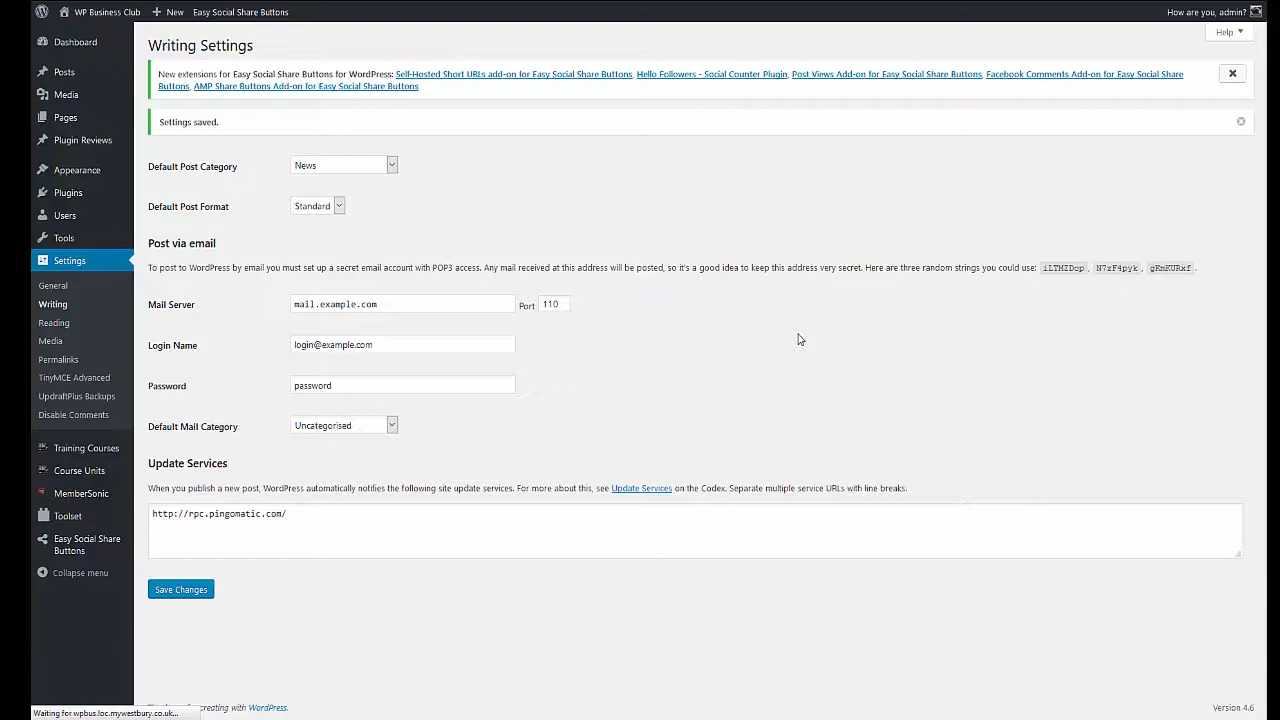 WP Business Club New Easy Social Share Buttons How are you, admin?
Help
Dashboard
Posts
Media
Pages
Plugin Reviews
Appearance
Plugins
Users
Tools
Settings
General
Writing
Reading
Media
Permalinks
TinyMCE Advanced
UpdraftPlus Backups
Disable Comments
Training Courses
Course Units
MemberSonic
Toolset
Easy Social Share
Buttons
Collapse menu
Writing Settings
New extensions for Easy Social Share Buttons for WordPress: Self-Hosted Short URLs add-on for Easy Social Share Buttons, Hello Followers - Social Counter Plugin, Post Views Add-on for Easy Social Share Buttons, Facebook Comments Add-on for Easy Social Share
Buttons, AMP Share Buttons Add-on for Easy Social Share Buttons
Settings saved.
Default Post Category News
Default Post Format Standard
Post via email
To post to WordPress by email you must set up a secret email account with POP3 access. Any mail received at this address will be posted, so it's a good idea to keep this address very secret. Here are three random strings you could use: iLTMZDop, N7zF4pyk, gKmKURxf.
Mail Server mail.example.com Port 110
Login Name login@example.com
Password password
Default Mail Category Uncategorised
Update Services
When you publish a new post, WordPress automatically notifies the following site update services. For more about this, see Update Services on the Codex. Separate multiple service URLs with line breaks.
http://rpc.pingomatic.com/
Save Changes
creating with WordPress. Version 4.6
Waiting for wpbus.loc.mywestbury.co.uk...